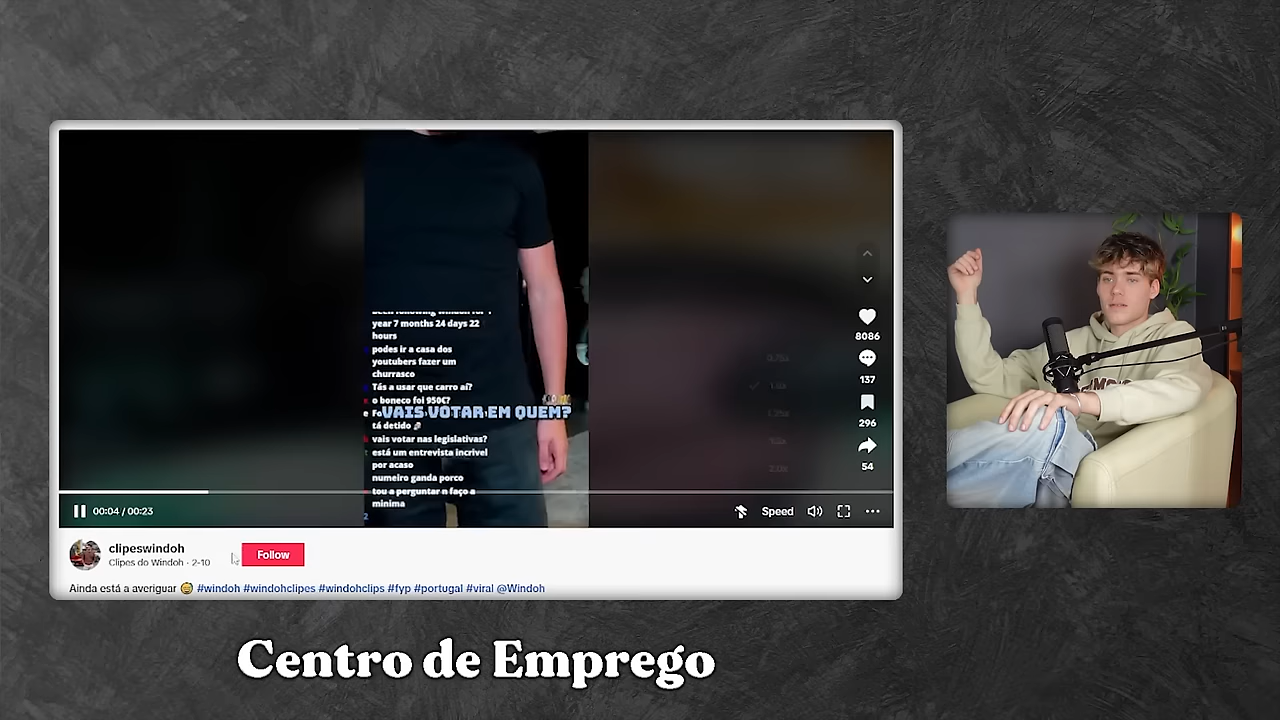 year 7 months 24 days 22
hours
podes ir a casa dos
youtubers fazer um
churrasco
Tás a usar que carro aí?
o boneco foi 950€?
VAIS VOTAR EM QUEM?
tá detido
vais votar nas legislativas?
está um entrevista incrivel
por acaso
numeiro ganda porco
tou a perguntar n faço a
minima
8086
137
296
54
00:04 / 00:23
Speed
clipeswindoh
Clipes do Windoh · 2-10
Follow
Ainda está a averiguar 😅 #windoh #windohclipes #windohclips #fyp #portugal #viral @Windoh
Centro de Emprego